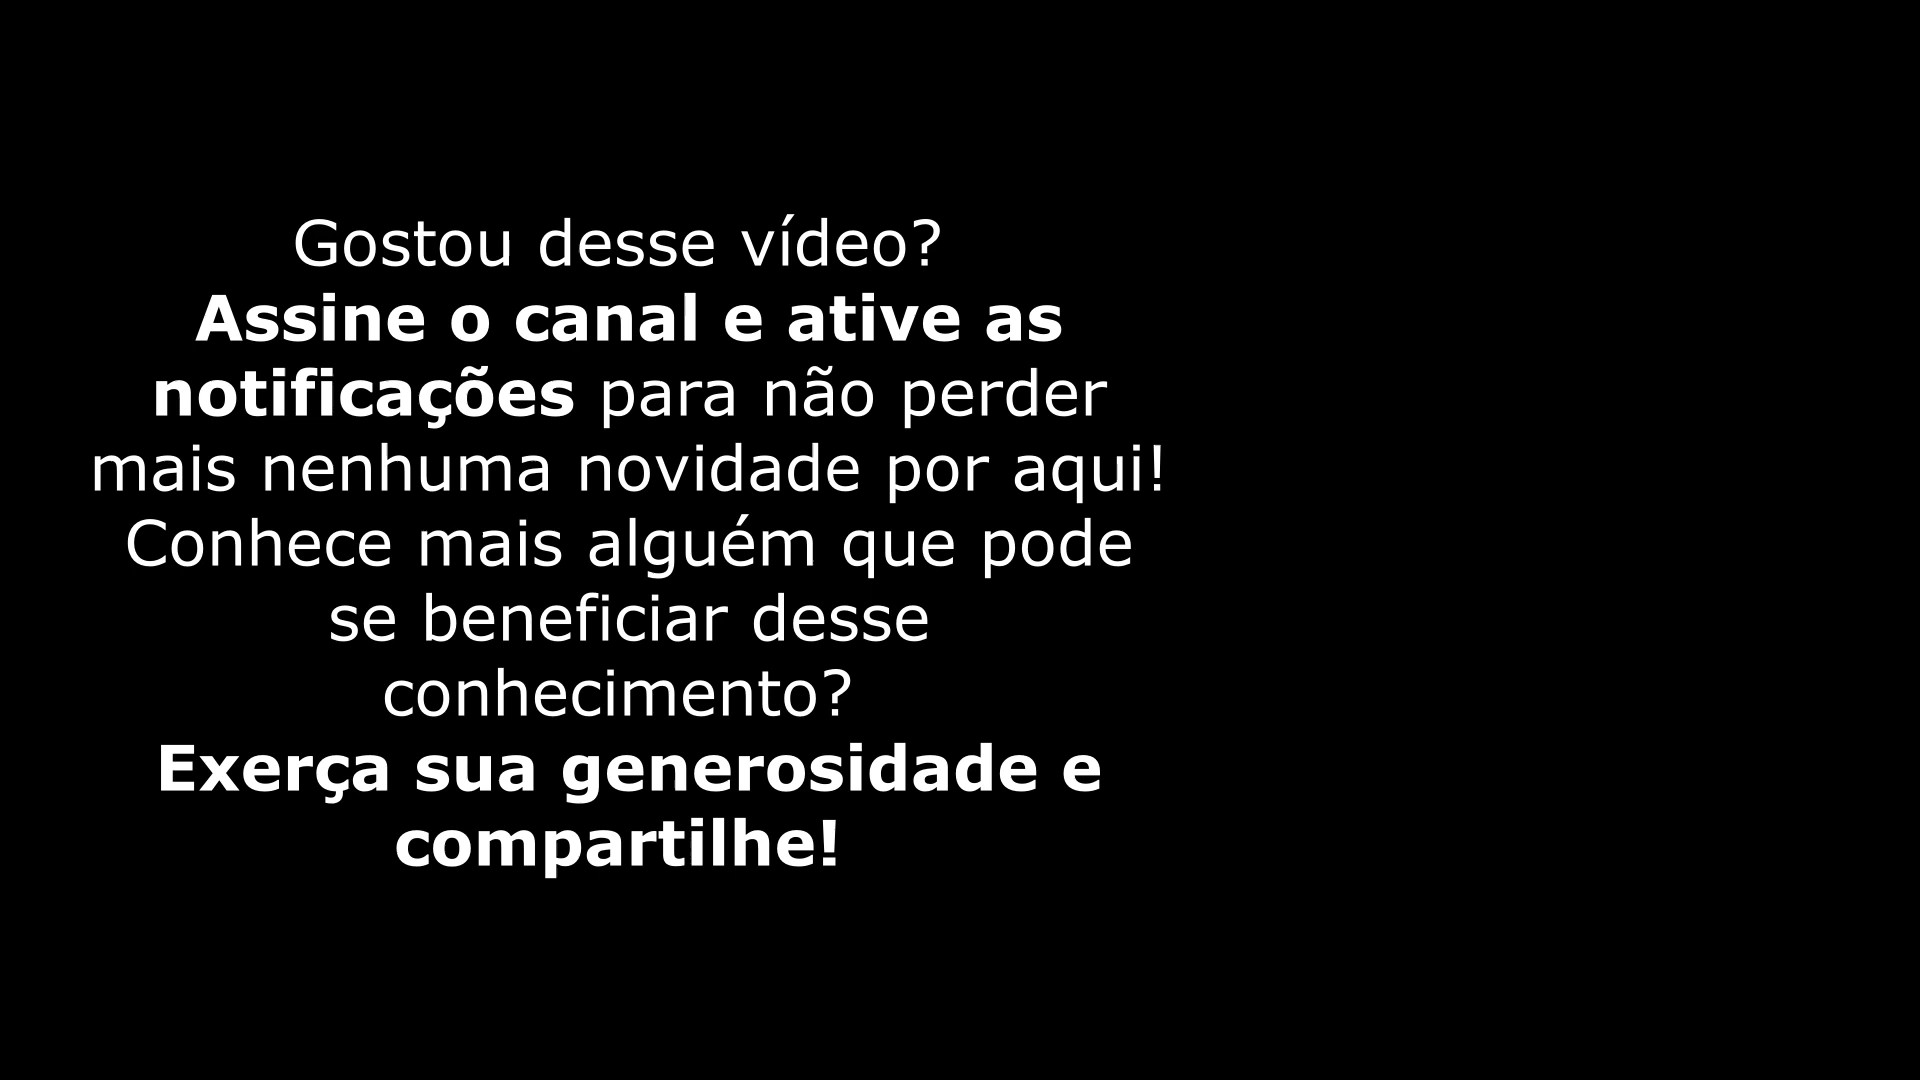 Gostou desse vídeo?
Assine o canal e ative as
notificações para não perder
mais nenhuma novidade por aqui!
Conhece mais alguém que pode
se beneficiar desse
conhecimento?
Exerça sua generosidade e
compartilhe!